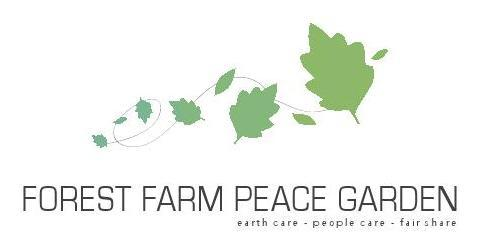 FOREST FARM PEACE GARDEN
earth care - people care - fair share